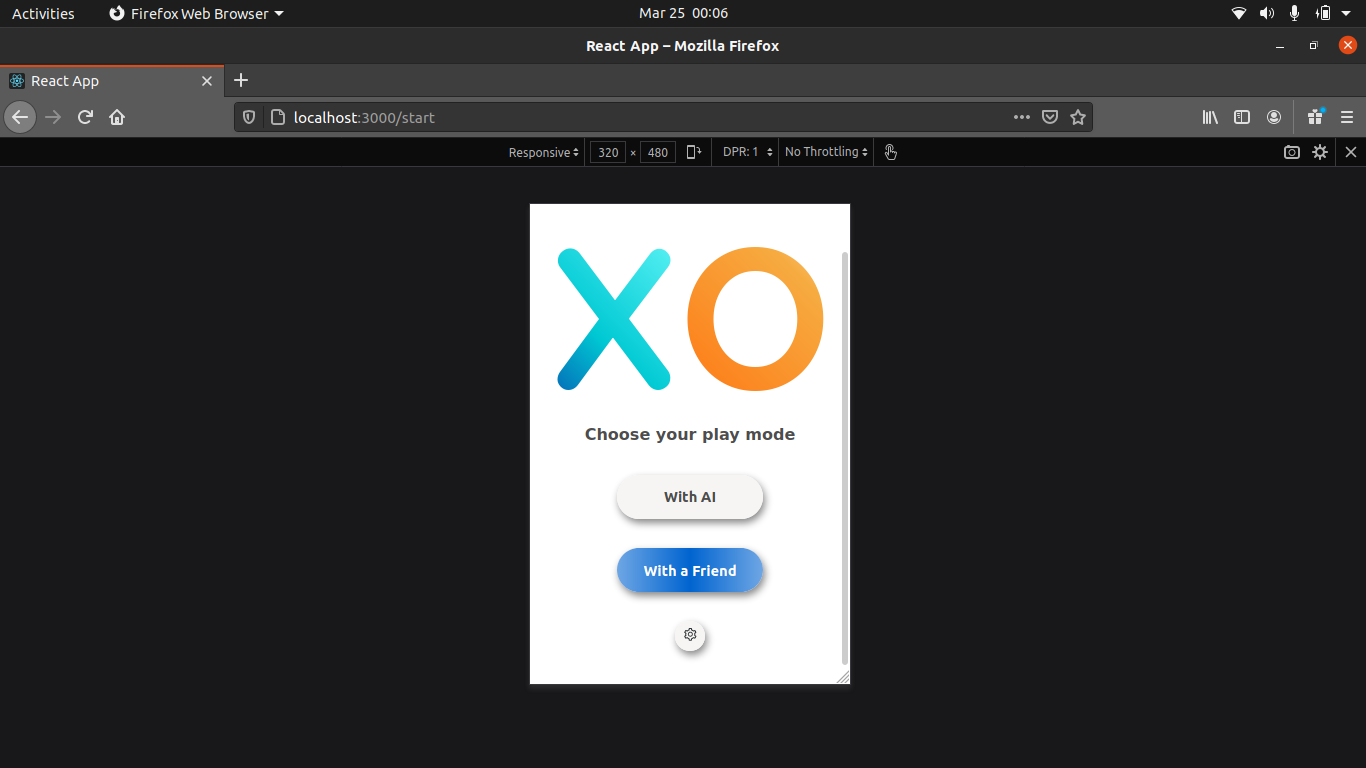 Activities Firefox Web Browser Mar 25 00:06
React App – Mozilla Firefox
React App
localhost:3000/start
Responsive 320 × 480 DPR: 1 No Throttling
XO
Choose your play mode
With AI
With a Friend